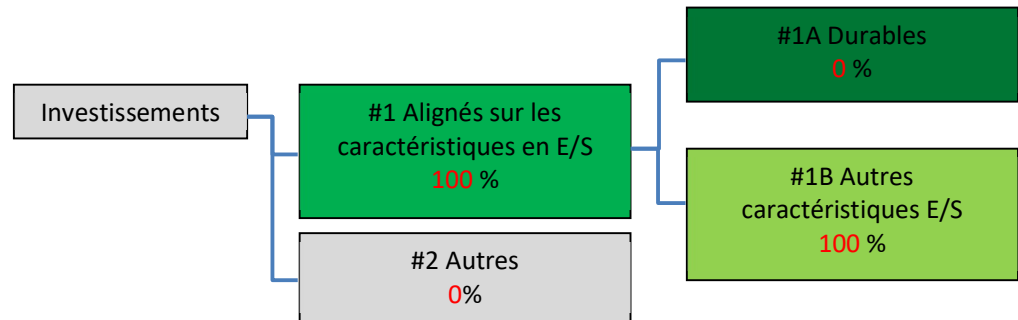 Investissements
#1 Alignés sur les
caractéristiques en E/S
100 %
#2 Autres
0%
#1A Durables
0 %
#1B Autres
caractéristiques E/S
100 %